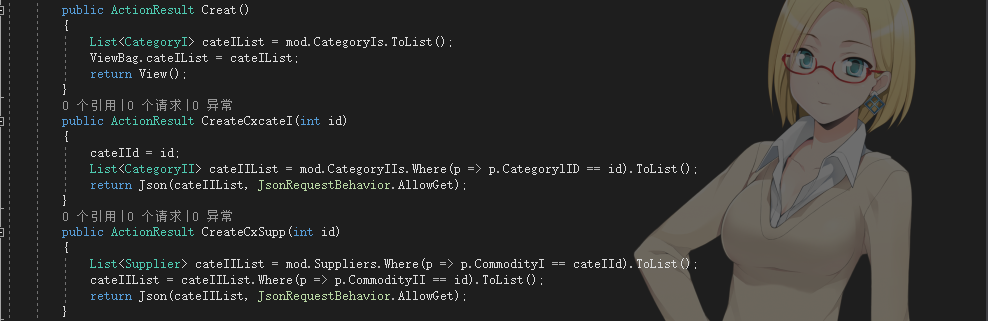 public ActionResult Creat()
{
List<CategoryI> cateIList = mod.CategoryIs.ToList();
ViewBag.cateIList = cateIList;
return View();
}
0 个引用|0 个请求|0 异常
public ActionResult CreateCxcateI(int id)
{
cateIId = id;
List<CategoryII> cateIIList = mod.CategoryIIs.Where(p => p.CategorylID == id).ToList();
return Json(cateIIList, JsonRequestBehavior.AllowGet);
}
0 个引用|0 个请求|0 异常
public ActionResult CreateCxSupp(int id)
{
List<Supplier> cateIIList = mod.Suppliers.Where(p => p.CommodityI == cateIId).ToList();
cateIIList = cateIIList.Where(p => p.CommodityII == id).ToList();
return Json(cateIIList, JsonRequestBehavior.AllowGet);
}